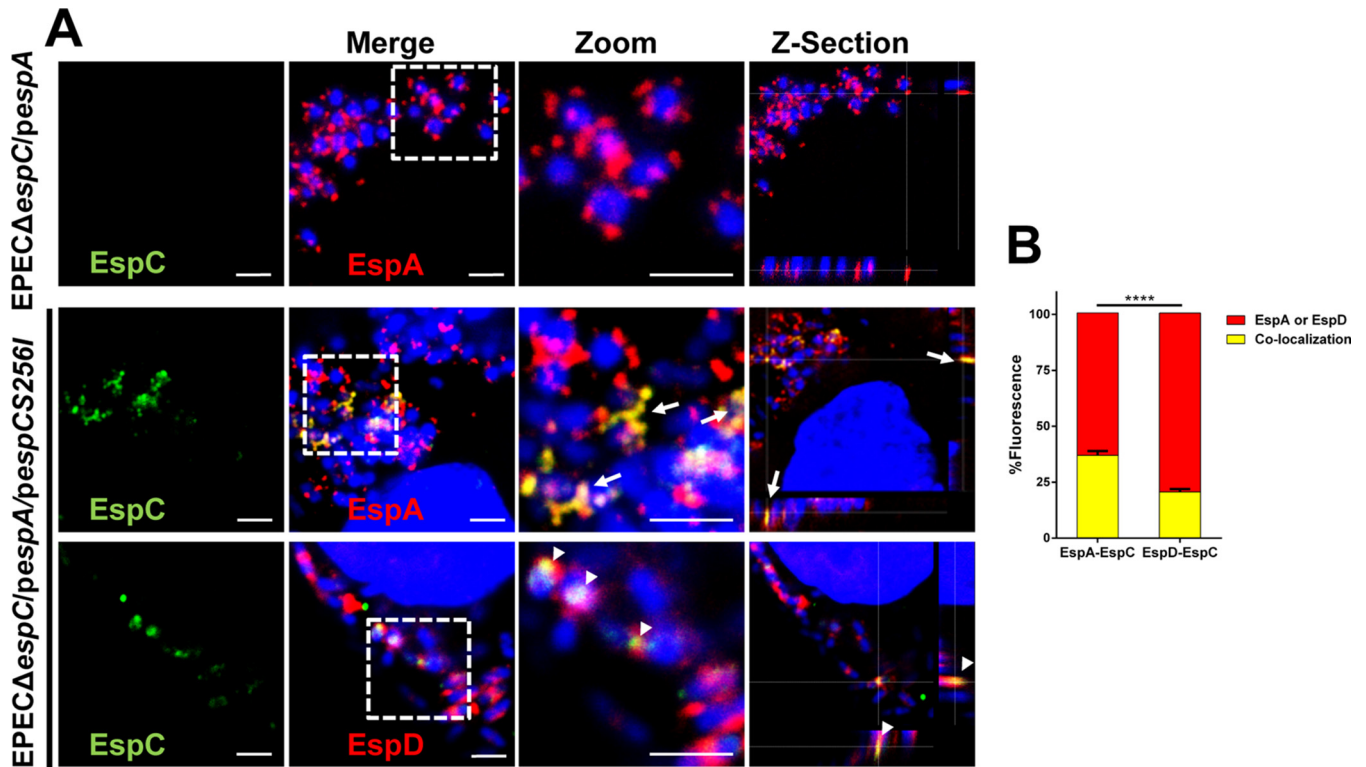 A
Merge
Zoom
Z-Section
EPECΔespC/pespA
EspC
EspA
EPECΔespC/pespA/pespCS256I
EspC
EspA
EspC
EspD
B
****
100
75
50
25
0
%Fluorescence
EspA-EspC
EspD-EspC
EspA or EspD
Co-localization